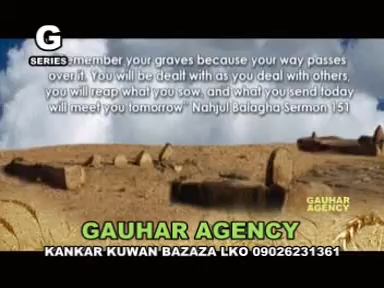 G
SERIES
emember your graves because your way passes
over it. You will be dealt with as you deal with others,
you will reap what you sow, and what you send today
will meet you tomorrow" Nahjul Balagha Sermon 151
GAUHAR
AGENCY
GAUHAR AGENCY
KANKAR KUWAN BAZAZA LKO 09026231361